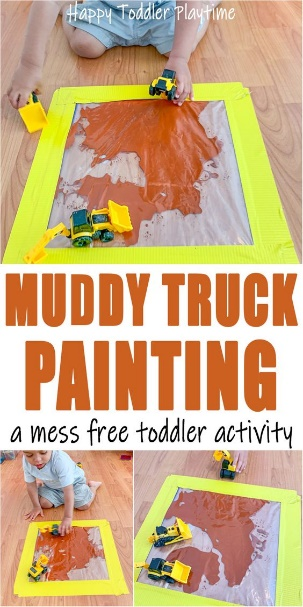 Happy Toddler Playtime
MUDDY TRUCK
PAINTING
a mess free toddler activity